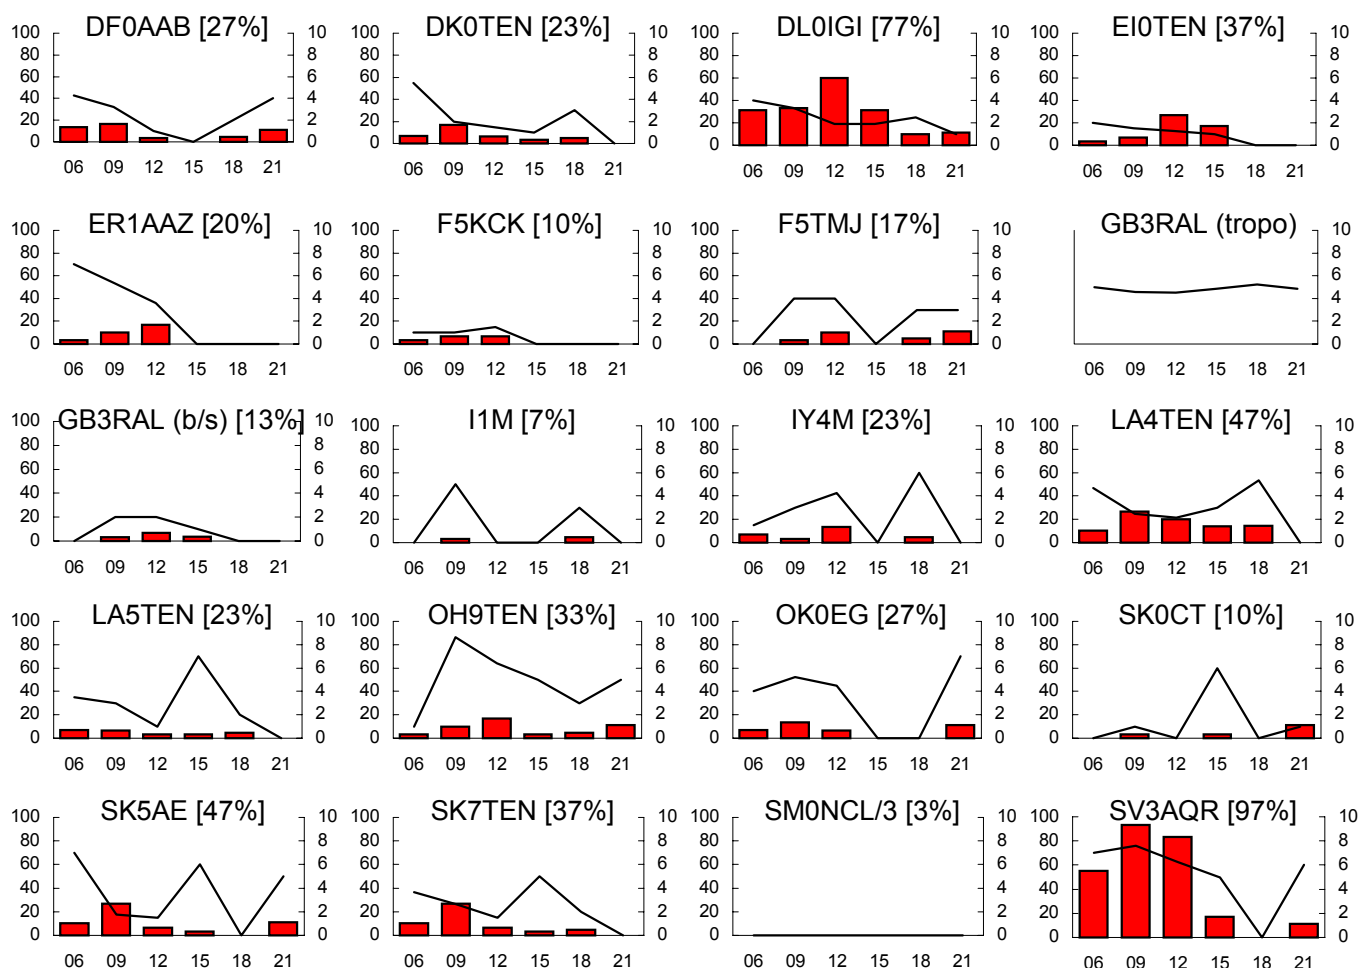 DF0AAB [27%] DK0TEN [23%] DL0IGI [77%] EI0TEN [37%]
100 10 100 10 100 10 100 10
80 8 80 8 80 8 80 8
60 6 60 6 60 6 60 6
40 4 40 4 40 4 40 4
20 2 20 2 20 2 20 2
0 0 0 0 0 0 0 0
06 09 12 15 18 21 06 09 12 15 18 21 06 09 12 15 18 21 06 09 12 15 18 21
ER1AAZ [20%] F5KCK [10%] F5TMJ [17%] GB3RAL (tropo)
100 10 100 10 100 10 10
80 8 80 8 80 8 8
60 6 60 6 60 6 6
40 4 40 4 40 4 4
20 2 20 2 20 2 2
0 0 0 0 0 0 0
06 09 12 15 18 21 06 09 12 15 18 21 06 09 12 15 18 21 06 09 12 15 18 21
GB3RAL (b/s) [13%] I1M [7%] IY4M [23%] LA4TEN [47%]
100 10 100 10 100 10 100 10
80 8 80 8 80 8 80 8
60 6 60 6 60 6 60 6
40 4 40 4 40 4 40 4
20 2 20 2 20 2 20 2
0 0 0 0 0 0 0 0
06 09 12 15 18 21 06 09 12 15 18 21 06 09 12 15 18 21 06 09 12 15 18 21
LA5TEN [23%] OH9TEN [33%] OK0EG [27%] SK0CT [10%]
100 10 100 10 100 10 100 10
80 8 80 8 80 8 80 8
60 6 60 6 60 6 60 6
40 4 40 4 40 4 40 4
20 2 20 2 20 2 20 2
0 0 0 0 0 0 0 0
06 09 12 15 18 21 06 09 12 15 18 21 06 09 12 15 18 21 06 09 12 15 18 21
SK5AE [47%] SK7TEN [37%] SM0NCL/3 [3%] SV3AQR [97%]
100 10 100 10 100 10 100 10
80 8 80 8 80 8 80 8
60 6 60 6 60 6 60 6
40 4 40 4 40 4 40 4
20 2 20 2 20 2 20 2
0 0 0 0 0 0 0 0
06 09 12 15 18 21 06 09 12 15 18 21 06 09 12 15 18 21 06 09 12 15 18 21